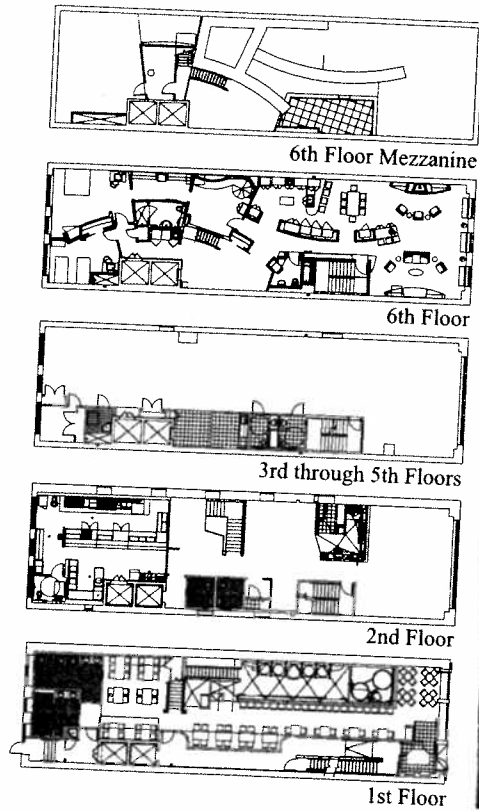 6th Floor Mezzanine
6th Floor
3rd through 5th Floors
2nd Floor
1st Floor